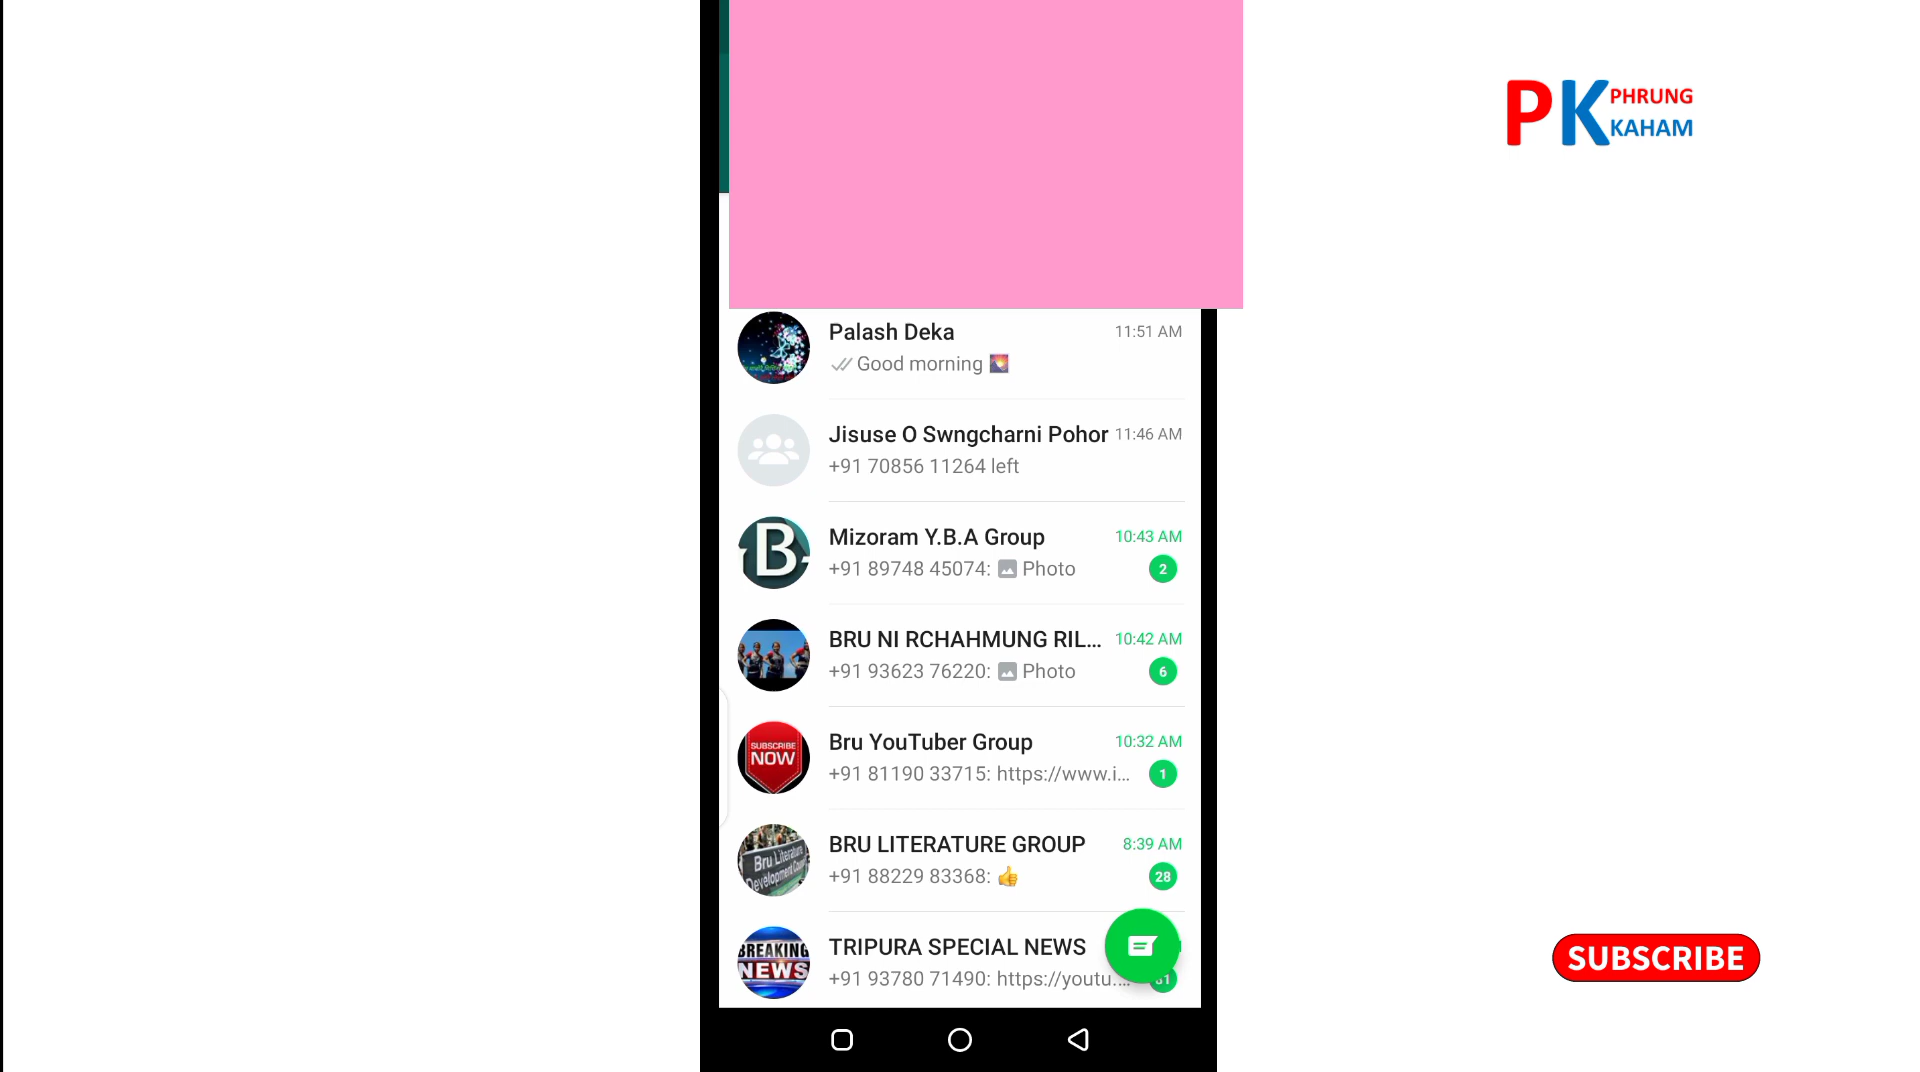 PK PHRUNG
KAHAM
Palash Deka 11:51 AM
Good morning 🌄
Jisuse O Swngcharni Pohor 11:46 AM
+91 70856 11264 left
B
Mizoram Y.B.A Group 10:43 AM
+91 89748 45074: Photo 2
BRU NI RCHAHMUNG RIL... 10:42 AM
+91 93623 76220: Photo 6
SUBSCRIBE
NOW
Bru YouTuber Group 10:32 AM
+91 81190 33715: https://www.i... 1
Bru Literature
Development
BRU LITERATURE GROUP 8:39 AM
+91 88229 83368: 👍 28
BREAKING
NEWS
TRIPURA SPECIAL NEWS
+91 93780 71490: https://youtu....
SUBSCRIBE